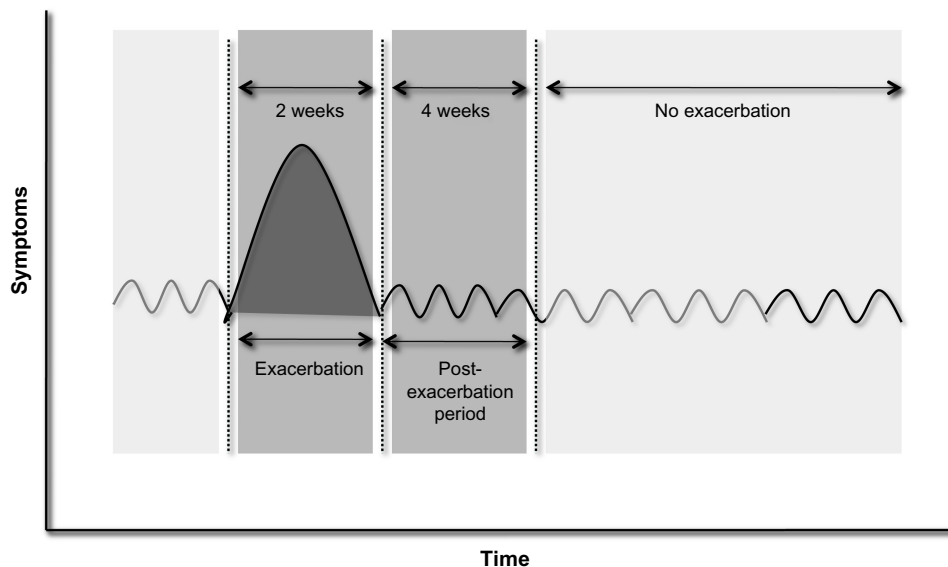 2 weeks
4 weeks
No exacerbation
Symptoms
Exacerbation
Post-
exacerbation
period
Time